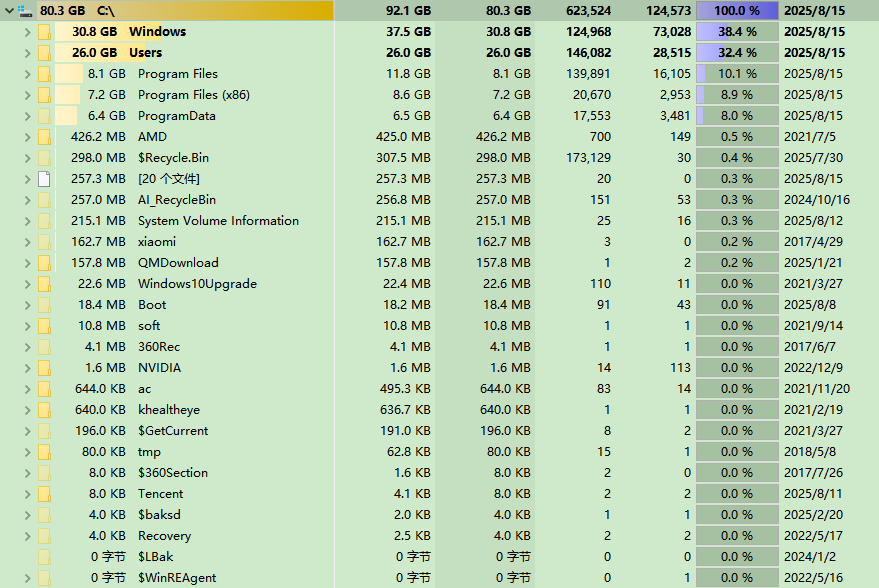 80.3 GB C:\ 92.1 GB 80.3 GB 623,524 124,573 100.0 % 2025/8/15
30.8 GB Windows 37.5 GB 30.8 GB 124,968 73,028 38.4 % 2025/8/15
26.0 GB Users 26.0 GB 26.0 GB 146,082 28,515 32.4 % 2025/8/15
8.1 GB Program Files 11.8 GB 8.1 GB 139,891 16,105 10.1 % 2025/8/15
7.2 GB Program Files (x86) 8.6 GB 7.2 GB 20,670 2,953 8.9 % 2025/8/15
6.4 GB ProgramData 6.5 GB 6.4 GB 17,553 3,481 8.0 % 2025/8/15
426.2 MB AMD 425.0 MB 426.2 MB 700 149 0.5 % 2021/7/5
298.0 MB $Recycle.Bin 307.5 MB 298.0 MB 173,129 30 0.4 % 2025/7/30
257.3 MB [20 个文件] 257.3 MB 257.3 MB 20 0 0.3 % 2025/8/15
257.0 MB AI_RecycleBin 256.8 MB 257.0 MB 151 53 0.3 % 2024/10/16
215.1 MB System Volume Information 215.1 MB 215.1 MB 25 16 0.3 % 2025/8/12
162.7 MB xiaomi 162.7 MB 162.7 MB 3 0 0.2 % 2017/4/29
157.8 MB QMDownload 157.8 MB 157.8 MB 1 2 0.2 % 2025/1/21
22.6 MB Windows10Upgrade 22.4 MB 22.6 MB 110 11 0.0 % 2021/3/27
18.4 MB Boot 18.2 MB 18.4 MB 91 43 0.0 % 2025/8/8
10.8 MB soft 10.8 MB 10.8 MB 1 1 0.0 % 2021/9/14
4.1 MB 360Rec 4.1 MB 4.1 MB 1 1 0.0 % 2017/6/7
1.6 MB NVIDIA 1.6 MB 1.6 MB 14 113 0.0 % 2022/12/9
644.0 KB ac 495.3 KB 644.0 KB 83 14 0.0 % 2021/11/20
640.0 KB khealtheye 636.7 KB 640.0 KB 1 1 0.0 % 2021/2/19
196.0 KB $GetCurrent 191.0 KB 196.0 KB 8 2 0.0 % 2021/3/27
80.0 KB tmp 62.8 KB 80.0 KB 15 1 0.0 % 2018/5/8
8.0 KB $360Section 1.6 KB 8.0 KB 2 0 0.0 % 2017/7/26
8.0 KB Tencent 4.1 KB 8.0 KB 2 2 0.0 % 2025/8/11
4.0 KB $baksd 2.0 KB 4.0 KB 1 1 0.0 % 2025/2/20
4.0 KB Recovery 2.5 KB 4.0 KB 2 2 0.0 % 2022/5/17
0 字节 $LBak 0 字节 0 字节 0 0 0.0 % 2024/1/2
0 字节 $WinREAgent 0 字节 0 字节 0 1 0.0 % 2022/5/16